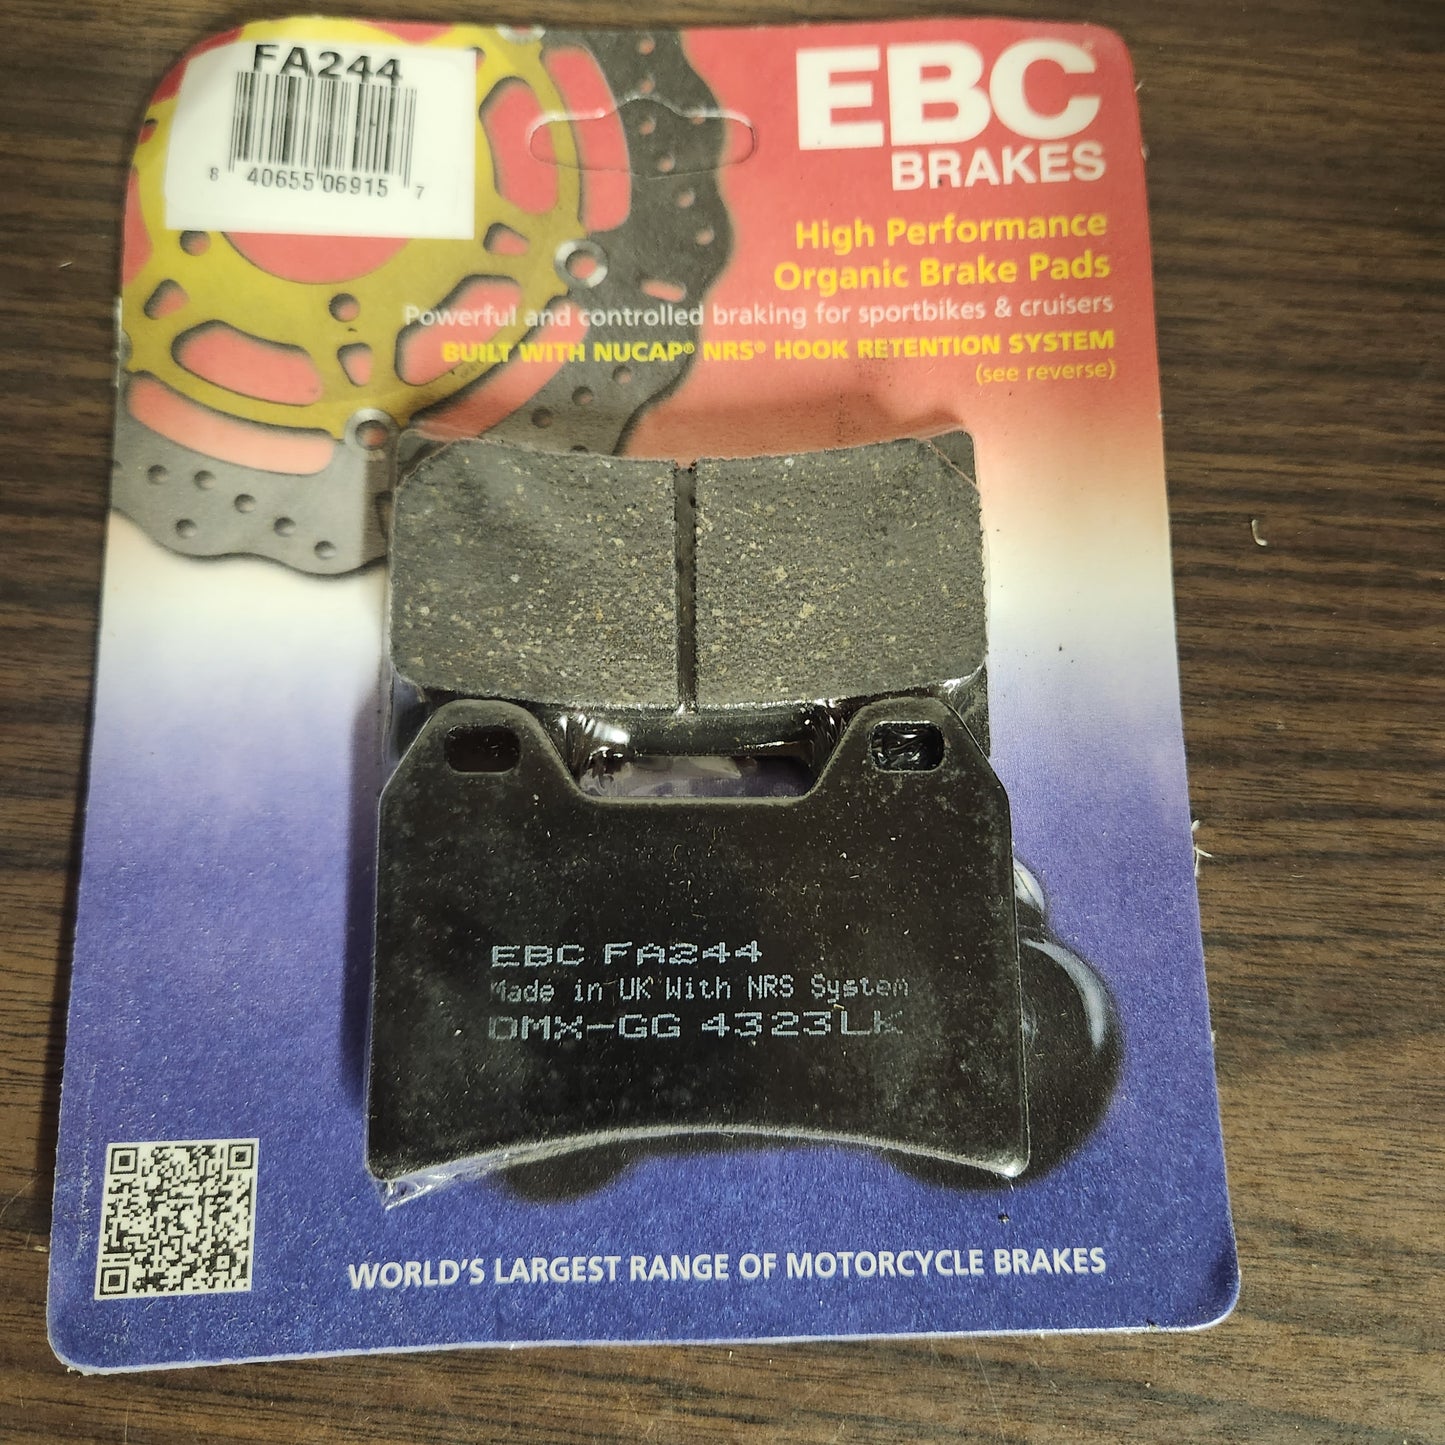 FA244
8 40655 06915 7
EBC
BRAKES
High Performance
Organic Brake Pads
Powerful and controlled braking for sportbikes & cruisers
BUILT WITH NUCAP® NRS® HOOK RETENTION SYSTEM
(see reverse)
EBC FA244
Made in UK With NRS System
DMX-GG 4323LK
WORLD'S LARGEST RANGE OF MOTORCYCLE BRAKES